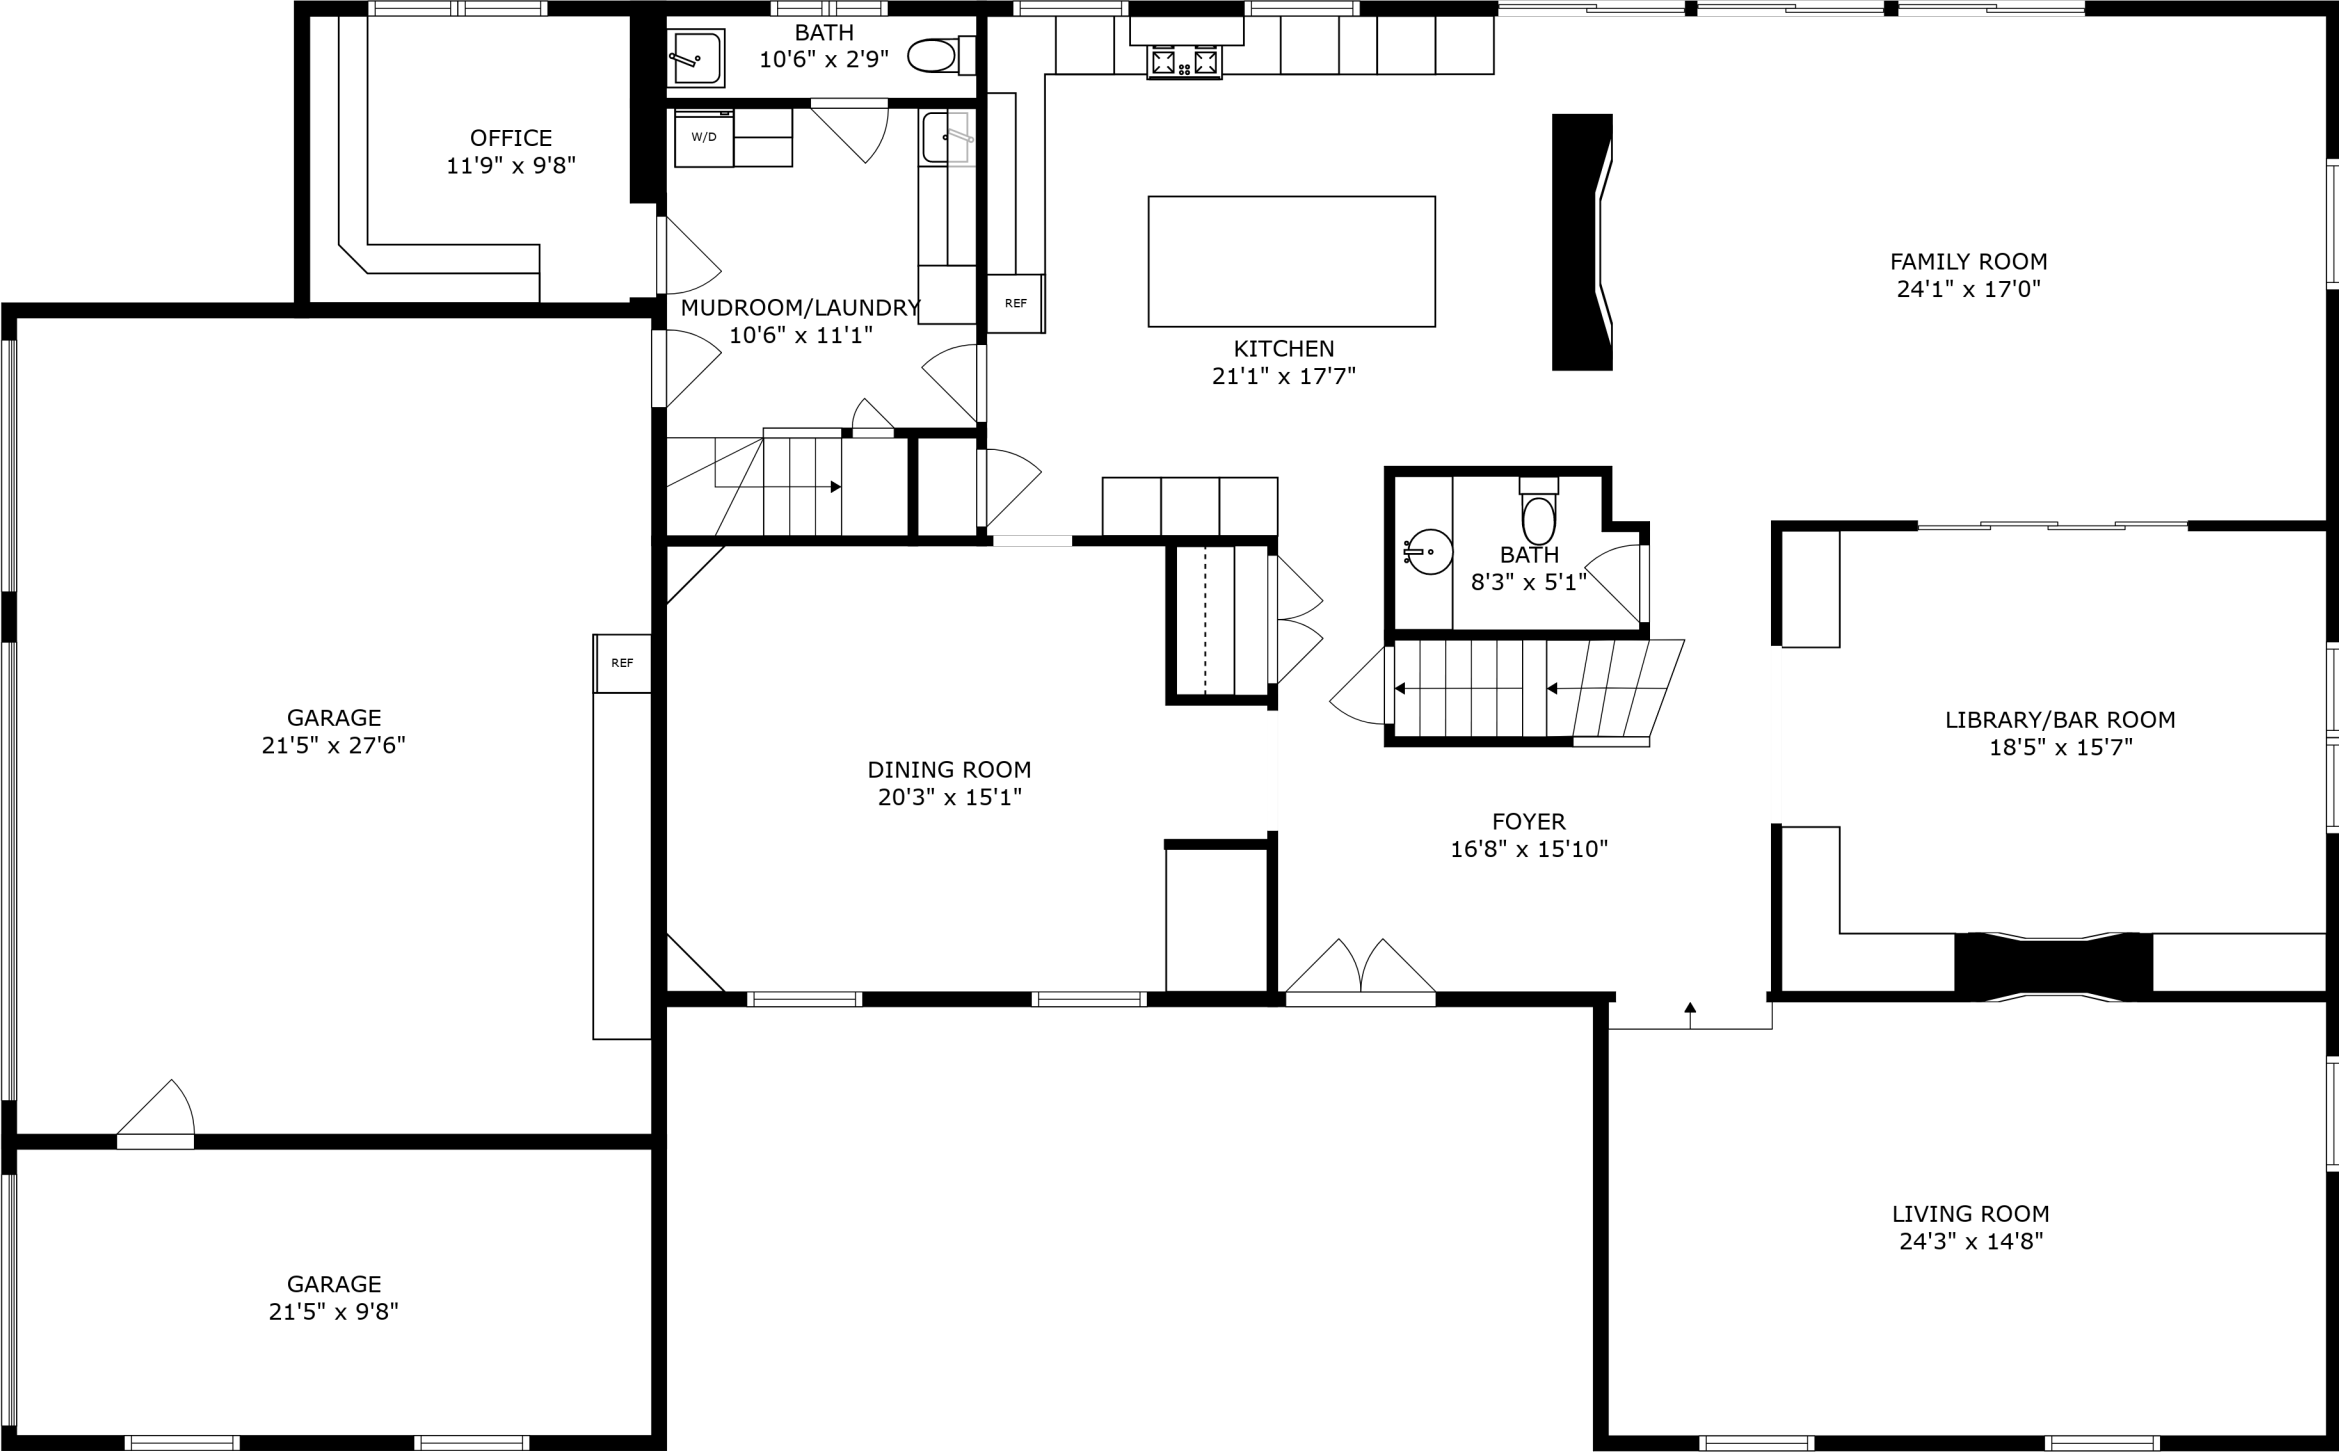 BATH
10'6" x 2'9"
OFFICE
11'9" x 9'8"
W/D
MUDROOM/LAUNDRY
10'6" x 11'1"
REF
KITCHEN
21'1" x 17'7"
FAMILY ROOM
24'1" x 17'0"
BATH
8'3" x 5'1"
REF
GARAGE
21'5" x 27'6"
DINING ROOM
20'3" x 15'1"
FOYER
16'8" x 15'10"
LIBRARY/BAR ROOM
18'5" x 15'7"
LIVING ROOM
24'3" x 14'8"
GARAGE
21'5" x 9'8"